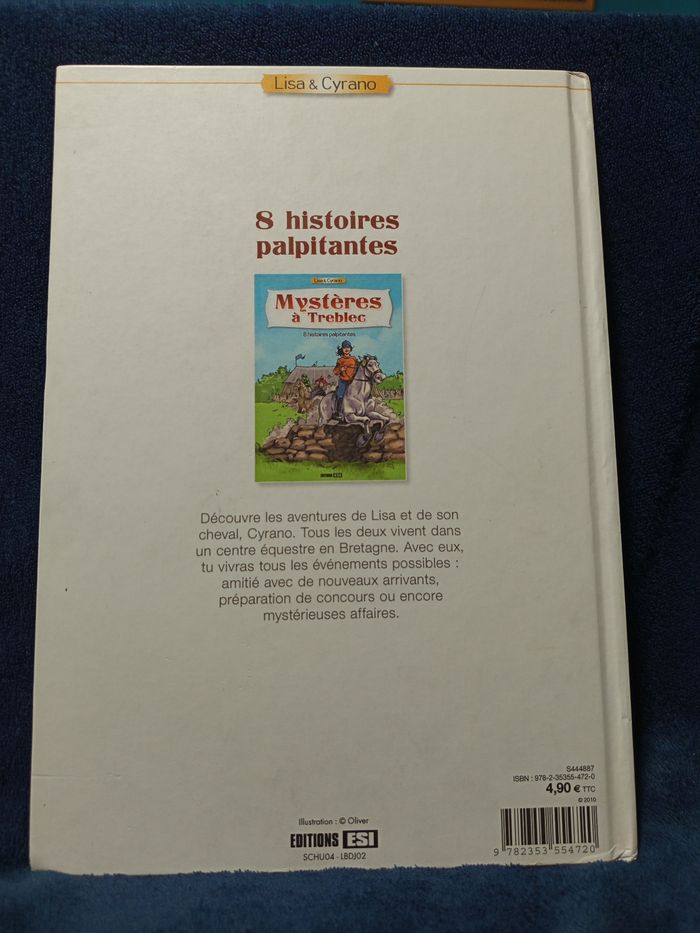 Lisa & Cyrano
8 histoires
palpitantes
Lisa & Cyrano
Mystères
à Treblec
8 histoires palpitantes
EDITIONS ESI
Découvre les aventures de Lisa et de son
cheval, Cyrano. Tous les deux vivent dans
un centre équestre en Bretagne. Avec eux,
tu vivras tous les événements possibles :
amitié avec de nouveaux arrivants,
préparation de concours ou encore
mystérieuses affaires.
S444887
ISBN : 978-2-35355-472-0
4,90 € TTC
© 2010
Illustration : © Oliver
EDITIONS ESI
SCHU04 - LBDJ02
9 782353 554720